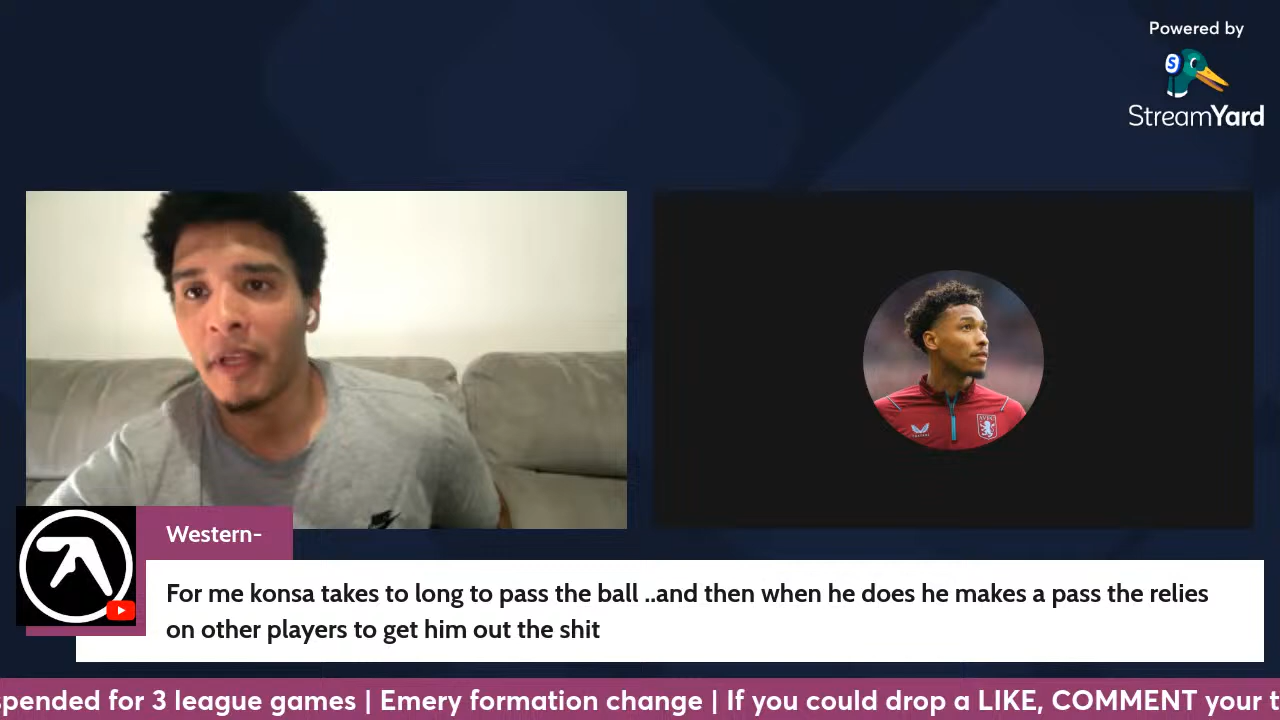 Powered by
StreamYard
Western-
For me konsa takes to long to pass the ball ..and then when he does he makes a pass the relies
on other players to get him out the shit
spended for 3 league games | Emery formation change | If you could drop a LIKE, COMMENT your t